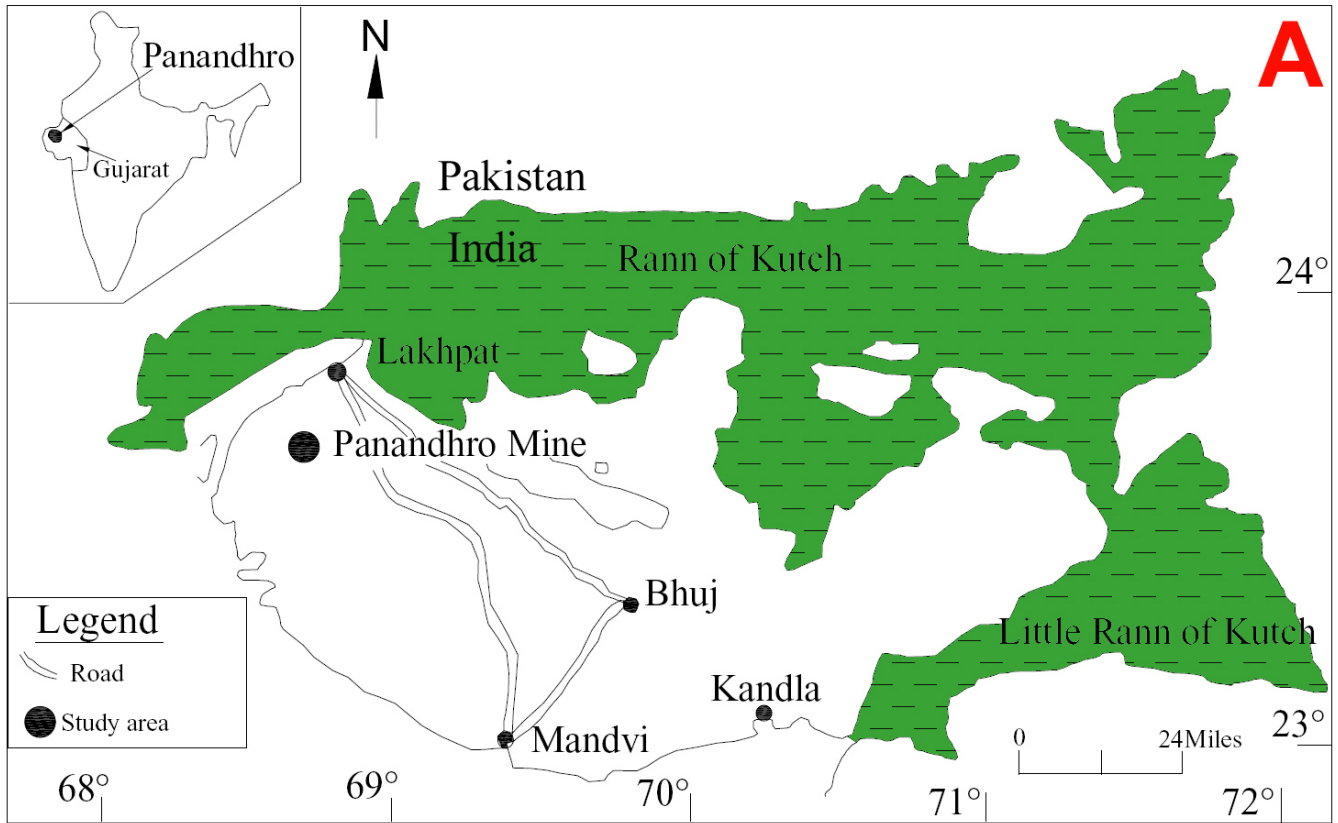 Panandhro
Gujarat
N
A
Pakistan
India
Rann of Kutch
24°
Lakhpat
Panandhro Mine
Bhuj
Legend
Road
Study area
Little Rann of Kutch
Kandla
Mandvi
0 24Miles
23°
68° 69° 70° 71° 72°